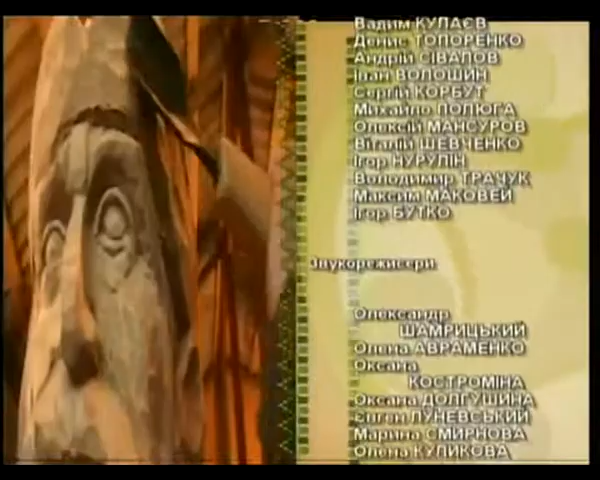 Вадим КУЛАЄВ
Денис ТОПОРЕНКО
Андрій СІВАЛОВ
Іван ВОЛОШИН
Сергій КОРБУТ
Михайло ПОЛЮГА
Олексій МАНСУРОВ
Віталій ШЕВЧЕНКО
Ігор НУРУЛІН
Володимир ТРАЧУК
Максим МАКОВЕЙ
Ігор БУТКО
Звукорежисери
Олександр
ШАМРИЦЬКИЙ
Олена АВРАМЕНКО
Оксана
КОСТРОМІНА
Оксана ДОЛГУШИНА
Євген ЛУНЕВСЬКИЙ
Марина СМИРНОВА
Олена КУЛИКОВА